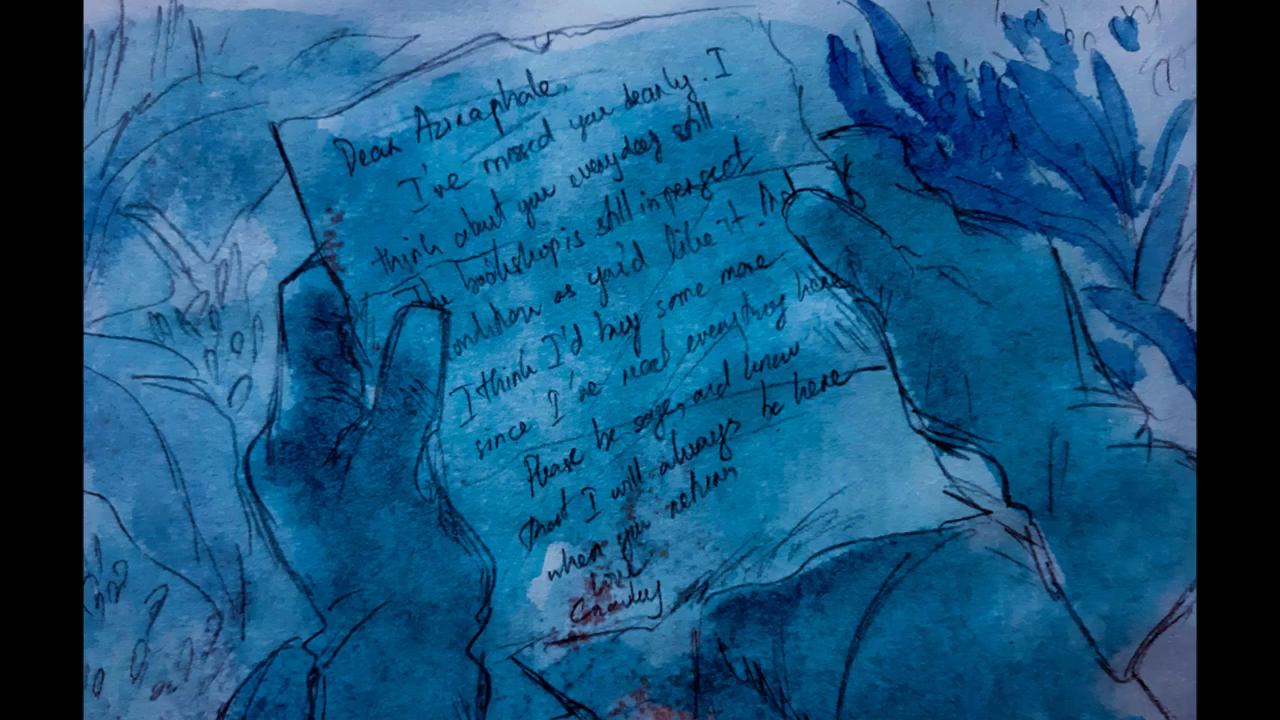 Dear Aziraphale,
I've missed you dearly. I
think about you everyday still
The bookshop is still in perfect
condition as you'd like it. And
I think I'd buy some more
since I've read everything here
Please be safe, and know
that I will always be here
when you return
Love
Crowley